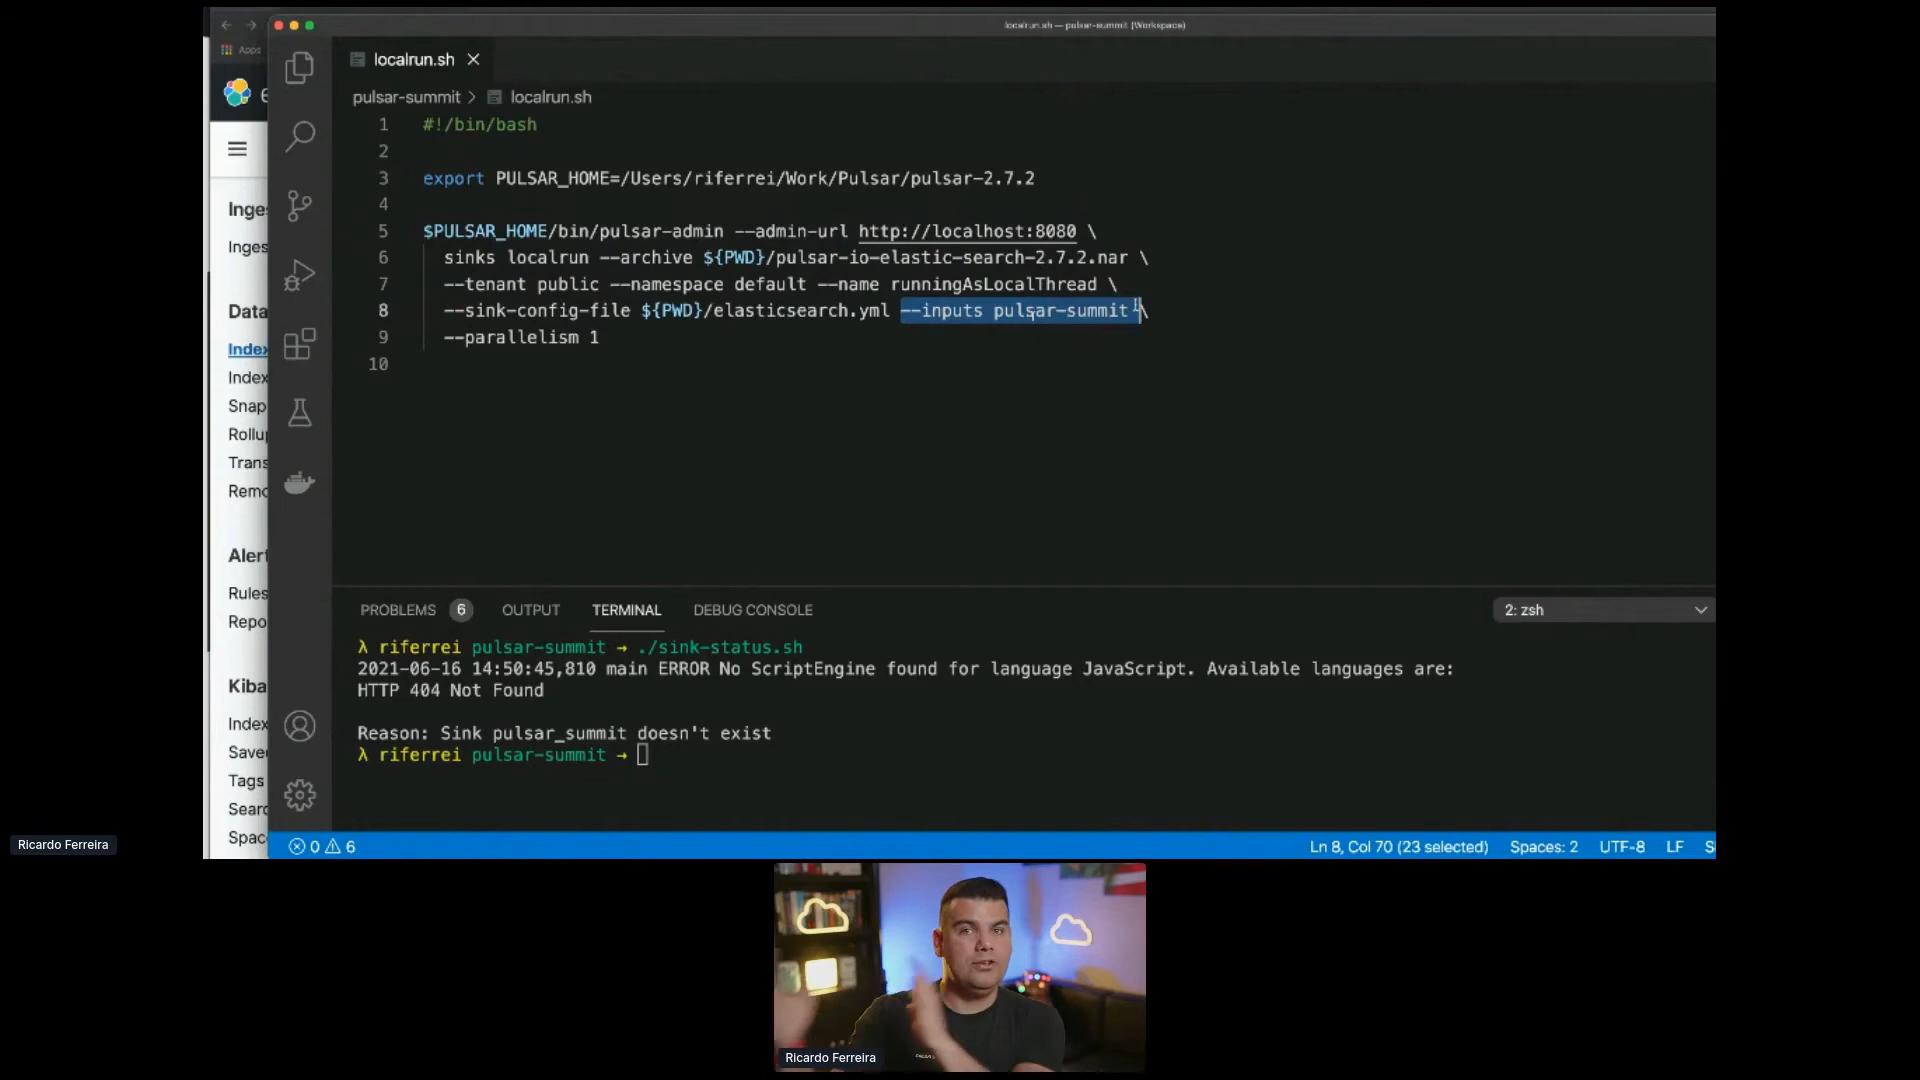 localrun.sh — pulsar-summit (Workspace)
Apps
localrun.sh
pulsar-summit > localrun.sh
1 #!/bin/bash
2
3 export PULSAR_HOME=/Users/riferrei/Work/Pulsar/pulsar-2.7.2
4
5 $PULSAR_HOME/bin/pulsar-admin --admin-url http://localhost:8080 \
6 sinks localrun --archive ${PWD}/pulsar-io-elastic-search-2.7.2.nar \
7 --tenant public --namespace default --name runningAsLocalThread \
8 --sink-config-file ${PWD}/elasticsearch.yml --inputs pulsar-summit \
9 --parallelism 1
10
Inge
Inges
Data
Index
Index
Snap
Rollu
Trans
Remo
Alert
Rules
Repo
Kiba
Index
Save
Tags
Searc
Spac
PROBLEMS 6 OUTPUT TERMINAL DEBUG CONSOLE 2: zsh
λ riferrei pulsar-summit → ./sink-status.sh
2021-06-16 14:50:45,810 main ERROR No ScriptEngine found for language JavaScript. Available languages are:
HTTP 404 Not Found
Reason: Sink pulsar_summit doesn't exist
λ riferrei pulsar-summit →
0 6 Ln 8, Col 70 (23 selected) Spaces: 2 UTF-8 LF S
Ricardo Ferreira
Ricardo Ferreira